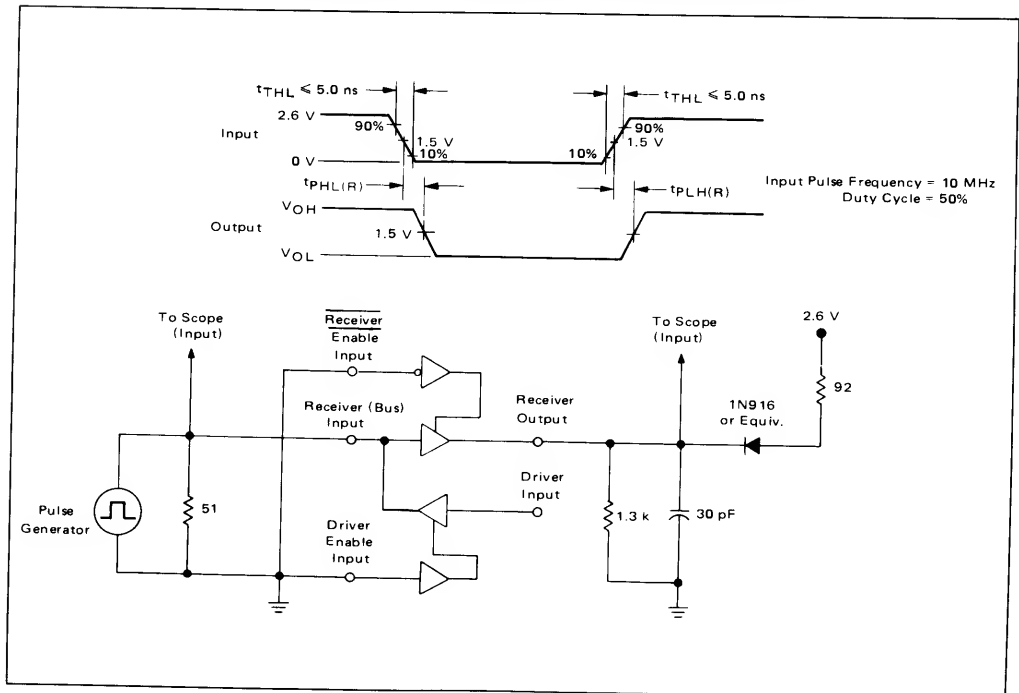 tTHL ≤ 5.0 ns
tTHL ≤ 5.0 ns
2.6 V
90%
90%
Input
1.5 V
1.5 V
10%
10%
0 V
tPHL(R)
tPLH(R)
Input Pulse Frequency = 10 MHz
Duty Cycle = 50%
VOH
Output
1.5 V
VOL
To Scope
(Input)
Receiver
Enable
Input
To Scope
(Input)
2.6 V
92
Receiver (Bus)
Input
Receiver
Output
1N916
or Equiv.
Driver
Input
Pulse
Generator
51
1.3 k
30 pF
Driver
Enable
Input